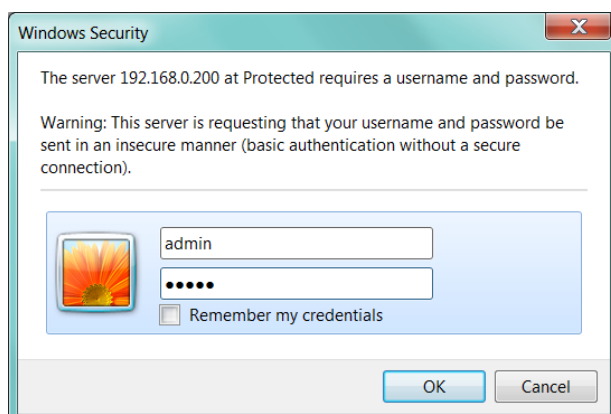 Windows Security
The server 192.168.0.200 at Protected requires a username and password.
Warning: This server is requesting that your username and password be
sent in an insecure manner (basic authentication without a secure
connection).
admin
•••••
Remember my credentials
OK
Cancel